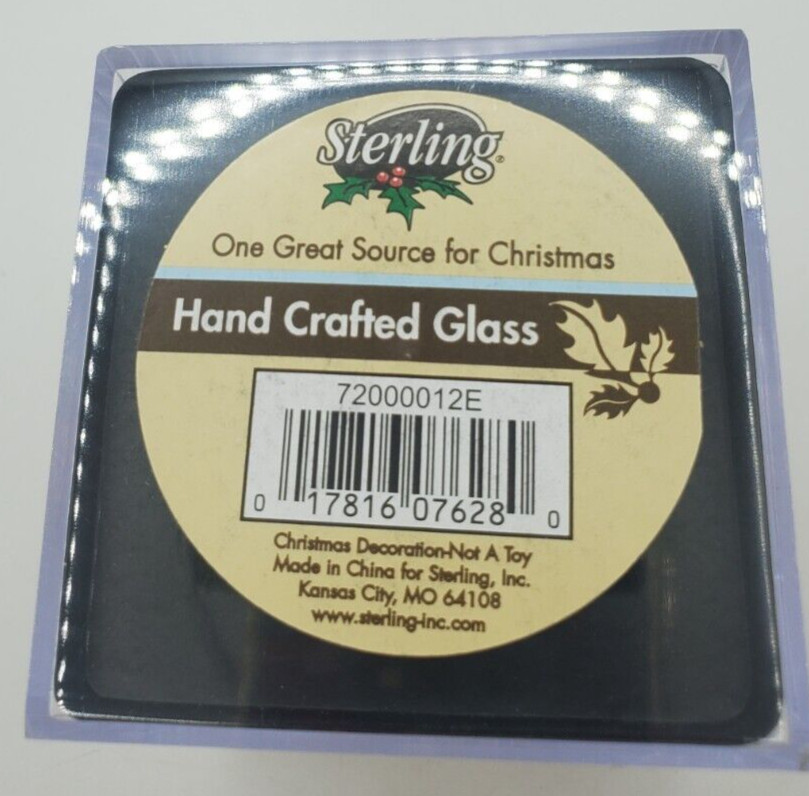 Sterling®
One Great Source for Christmas
Hand Crafted Glass
72000012E
0 17816 07628 0
Christmas Decoration-Not A Toy
Made in China for Sterling, Inc.
Kansas City, MO 64108
www.sterling-inc.com